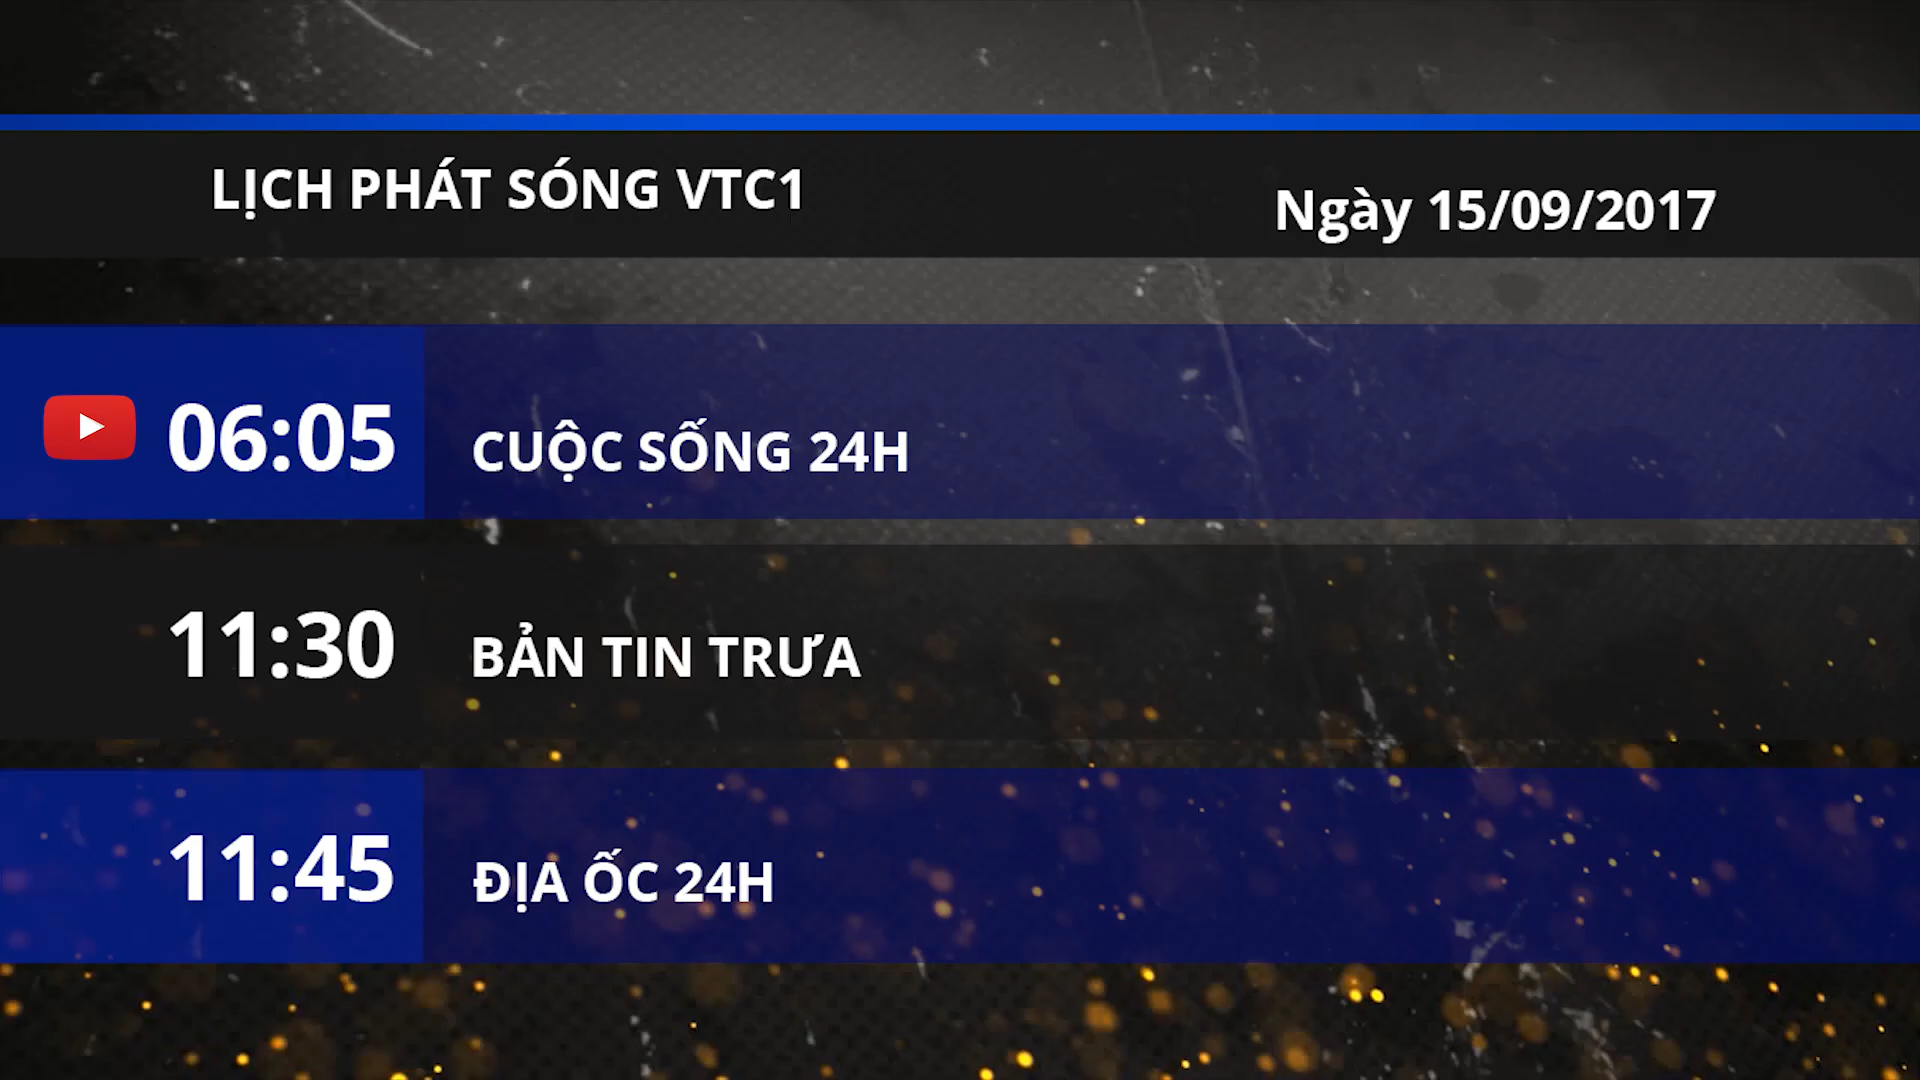 LỊCH PHÁT SÓNG VTC1
Ngày 15/09/2017
06:05 CUỘC SỐNG 24H
11:30 BẢN TIN TRƯA
11:45 ĐỊA ỐC 24H